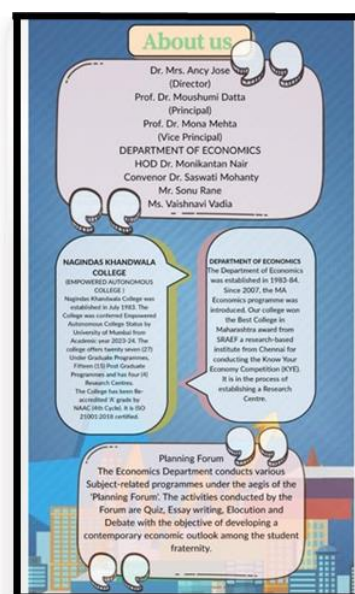 About us
Dr. Mrs. Ancy Jose
(Director)
Prof. Dr. Moushumi Datta
(Principal)
Prof. Dr. Mona Mehta
(Vice Principal)
DEPARTMENT OF ECONOMICS
HOD Dr. Monikantan Nair
Convenor Dr. Saswati Mohanty
Mr. Sonu Rane
Ms. Vaishnavi Vadia
NAGINDAS KHANDWALA
COLLEGE
(EMPOWERED AUTONOMOUS
COLLEGE )
Nagindas Khandwala College was
established in July 1983. The
College was conferred Empowered
Autonomous College Status by
University of Mumbai from
Academic year 2023-24. The
college offers twenty seven (27)
Under Graduate Programmes,
Fifteen (15) Post Graduate
Programmes and has four (4)
Research Centres.
The College has been Re-
accredited 'A' grade by
NAAC (4th Cycle). It is ISO
21001:2018 certified.
DEPARTMENT OF ECONOMICS
The Department of Economics
was established in 1983-84.
Since 2007, the MA
Economics programme was
introduced. Our college won
the Best College in
Maharashtra award from
SRAEF a research-based
institute from Chennai for
conducting the Know Your
Economy Competition (KYE).
It is in the process of
establishing a Research
Centre.
Planning Forum
The Economics Department conducts various
Subject-related programmes under the aegis of the
'Planning Forum'. The activities conducted by the
Forum are Quiz, Essay writing, Elocution and
Debate with the objective of developing a
contemporary economic outlook among the student
fraternity.